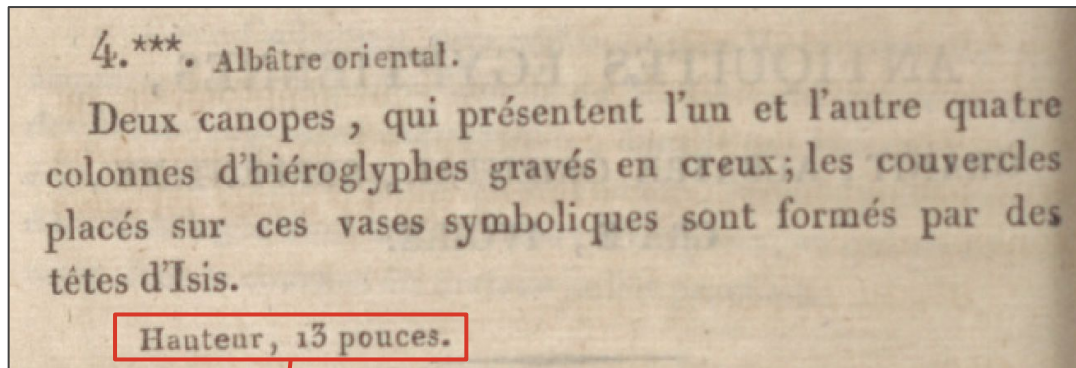 4.***. Albâtre oriental.
Deux canopes, qui présentent l'un et l'autre quatre
colonnes d'hiéroglyphes gravés en creux; les couvercles
placés sur ces vases symboliques sont formés par des
têtes d'Isis.
Hauteur, 13 pouces.